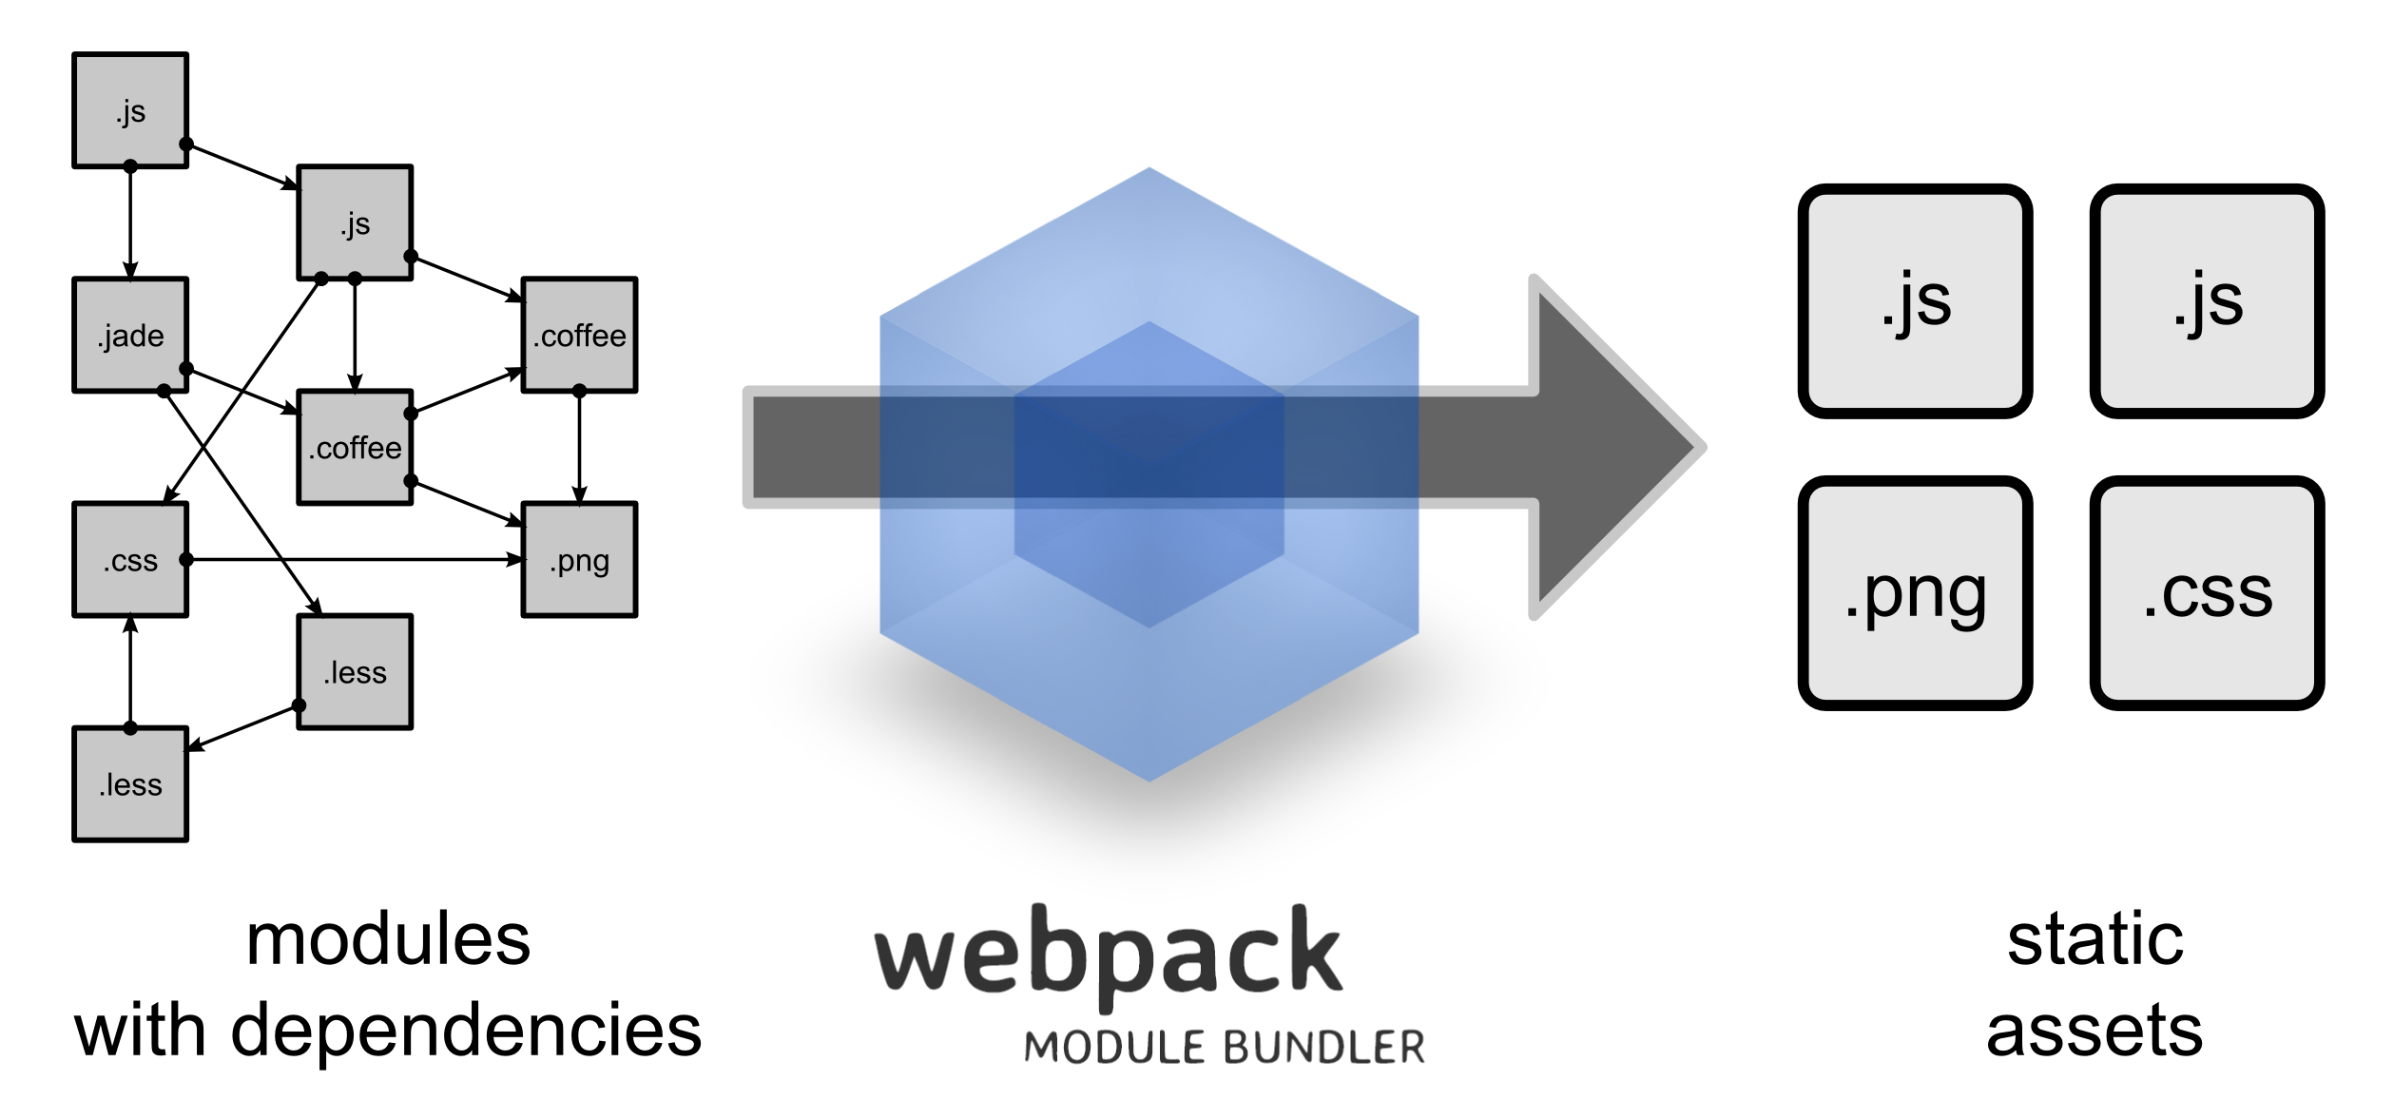 .js
.js
.jade
.coffee
.coffee
.css
.png
.less
.less
modules
with dependencies
webpack
MODULE BUNDLER
.js
.js
.png
.css
static
assets